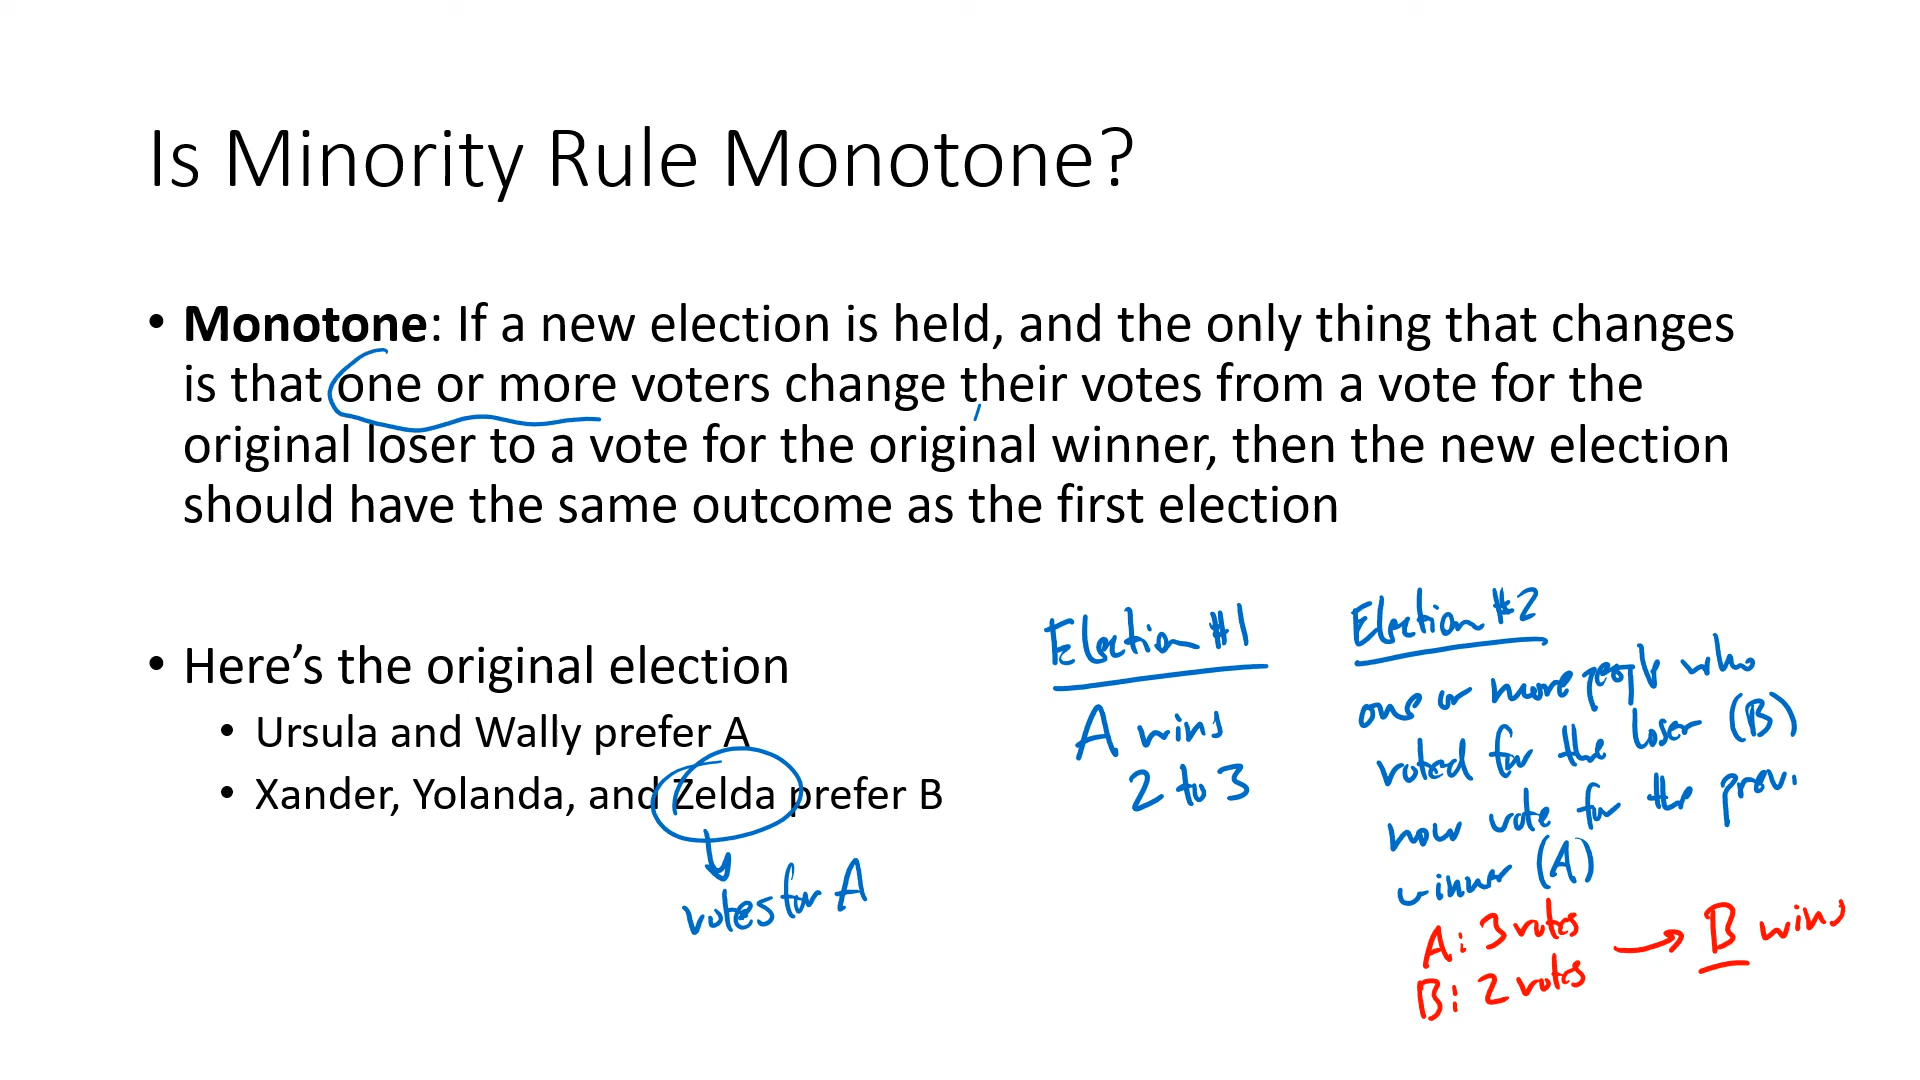 Is Minority Rule Monotone?
• Monotone: If a new election is held, and the only thing that changes
is that one or more voters change their votes from a vote for the
original loser to a vote for the original winner, then the new election
should have the same outcome as the first election
• Here’s the original election
• Ursula and Wally prefer A
• Xander, Yolanda, and Zelda prefer B
votes for A
Election #1
A wins
2 to 3
Election #2
one or more people who
voted for the loser (B)
now vote for the prev.
winner (A)
A: 3 votes
B: 2 votes
→ B wins